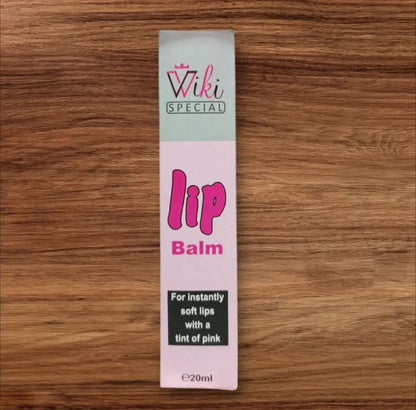 Wiki
SPECIAL
lip
Balm
For instantly
soft lips
with a
tint of pink
℮20ml